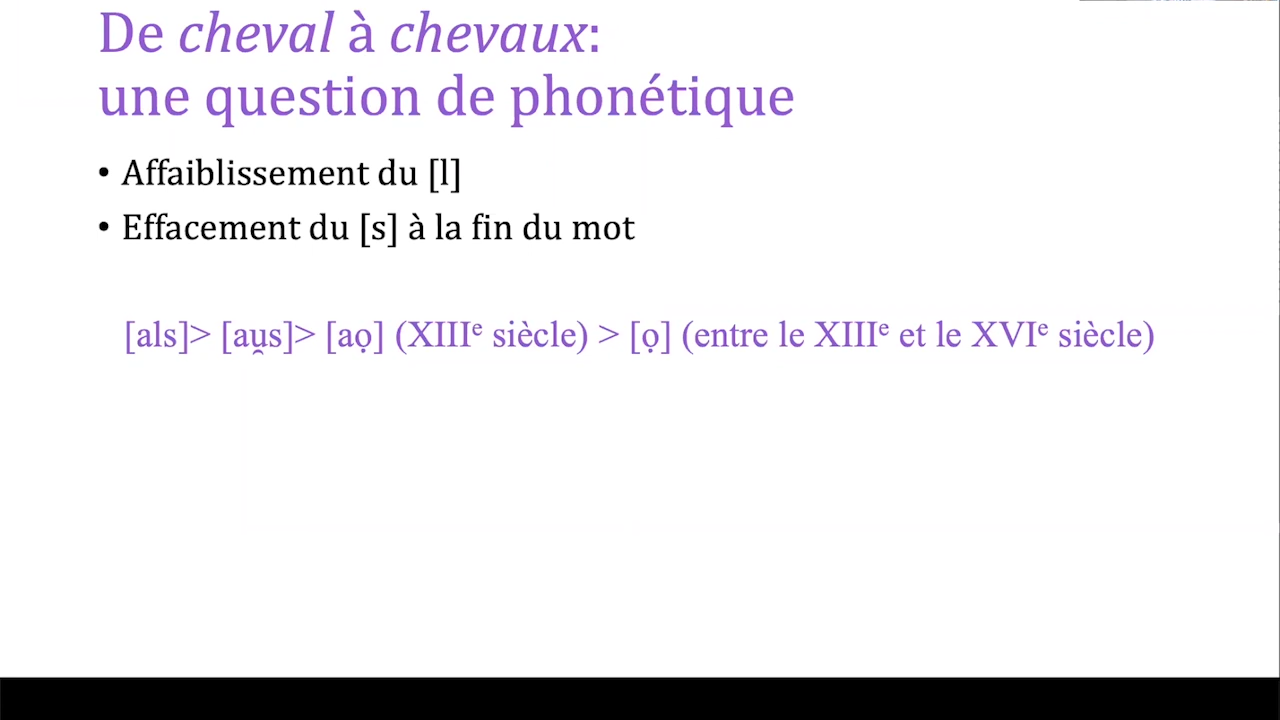 De cheval à chevaux:
une question de phonétique
• Affaiblissement du [l]
• Effacement du [s] à la fin du mot
[als]> [au̯s]> [aọ] (XIIIᵉ siècle) > [ọ] (entre le XIIIᵉ et le XVIᵉ siècle)